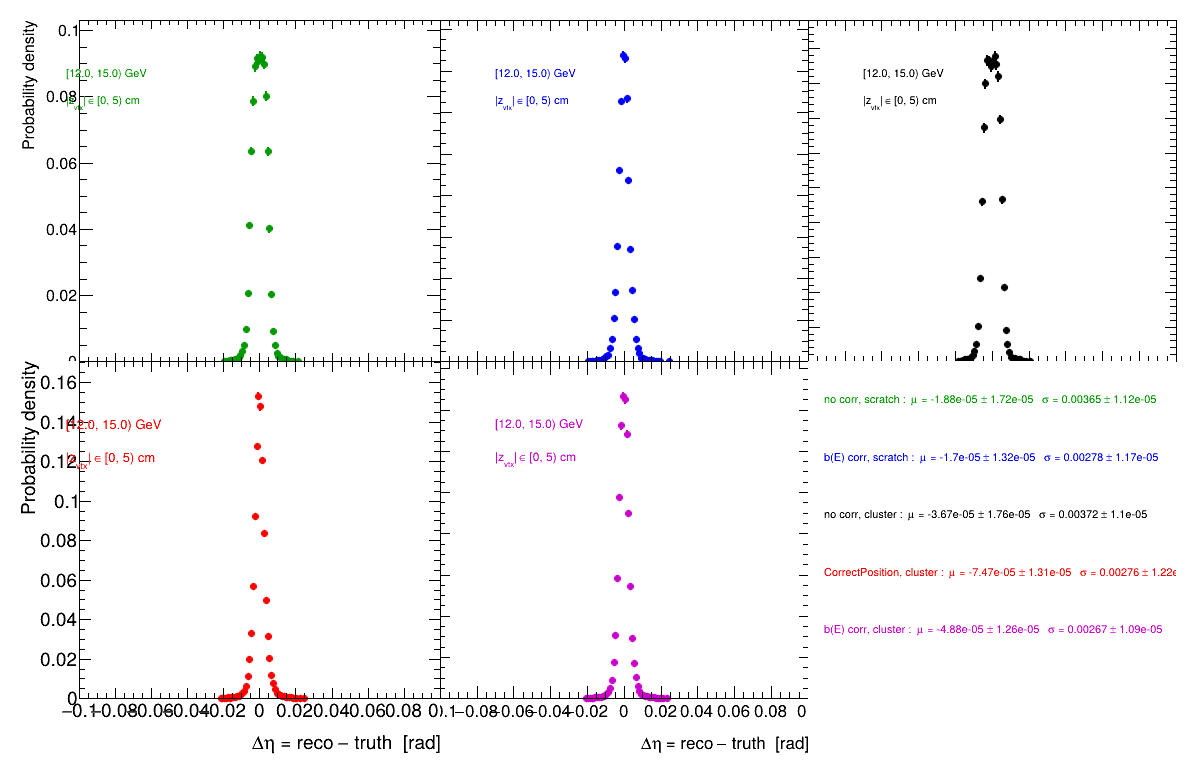 Probability density
0.1
0.08
0.06
0.04
0.02
0
[12.0, 15.0) GeV
|z_vtx| ∈ [0, 5) cm
[12.0, 15.0) GeV
|z_vtx| ∈ [0, 5) cm
[12.0, 15.0) GeV
|z_vtx| ∈ [0, 5) cm
Probability density
0.16
0.14
0.12
0.1
0.08
0.06
0.04
0.02
0
[12.0, 15.0) GeV
|z_vtx| ∈ [0, 5) cm
[12.0, 15.0) GeV
|z_vtx| ∈ [0, 5) cm
no corr, scratch : μ = -1.88e-05 ± 1.72e-05 σ = 0.00365 ± 1.12e-05
b(E) corr, scratch : μ = -1.7e-05 ± 1.32e-05 σ = 0.00278 ± 1.17e-05
no corr, cluster : μ = -3.67e-05 ± 1.76e-05 σ = 0.00372 ± 1.1e-05
CorrectPosition, cluster : μ = -7.47e-05 ± 1.31e-05 σ = 0.00276 ± 1.22e
b(E) corr, cluster : μ = -4.88e-05 ± 1.26e-05 σ = 0.00267 ± 1.09e-05
−0.1 −0.08 −0.06 −0.04 −0.02 0 0.02 0.04 0.06 0.08 0.1
−0.08 −0.06 −0.04 −0.02 0 0.02 0.04 0.06 0.08 0
Δη = reco − truth [rad]
Δη = reco − truth [rad]